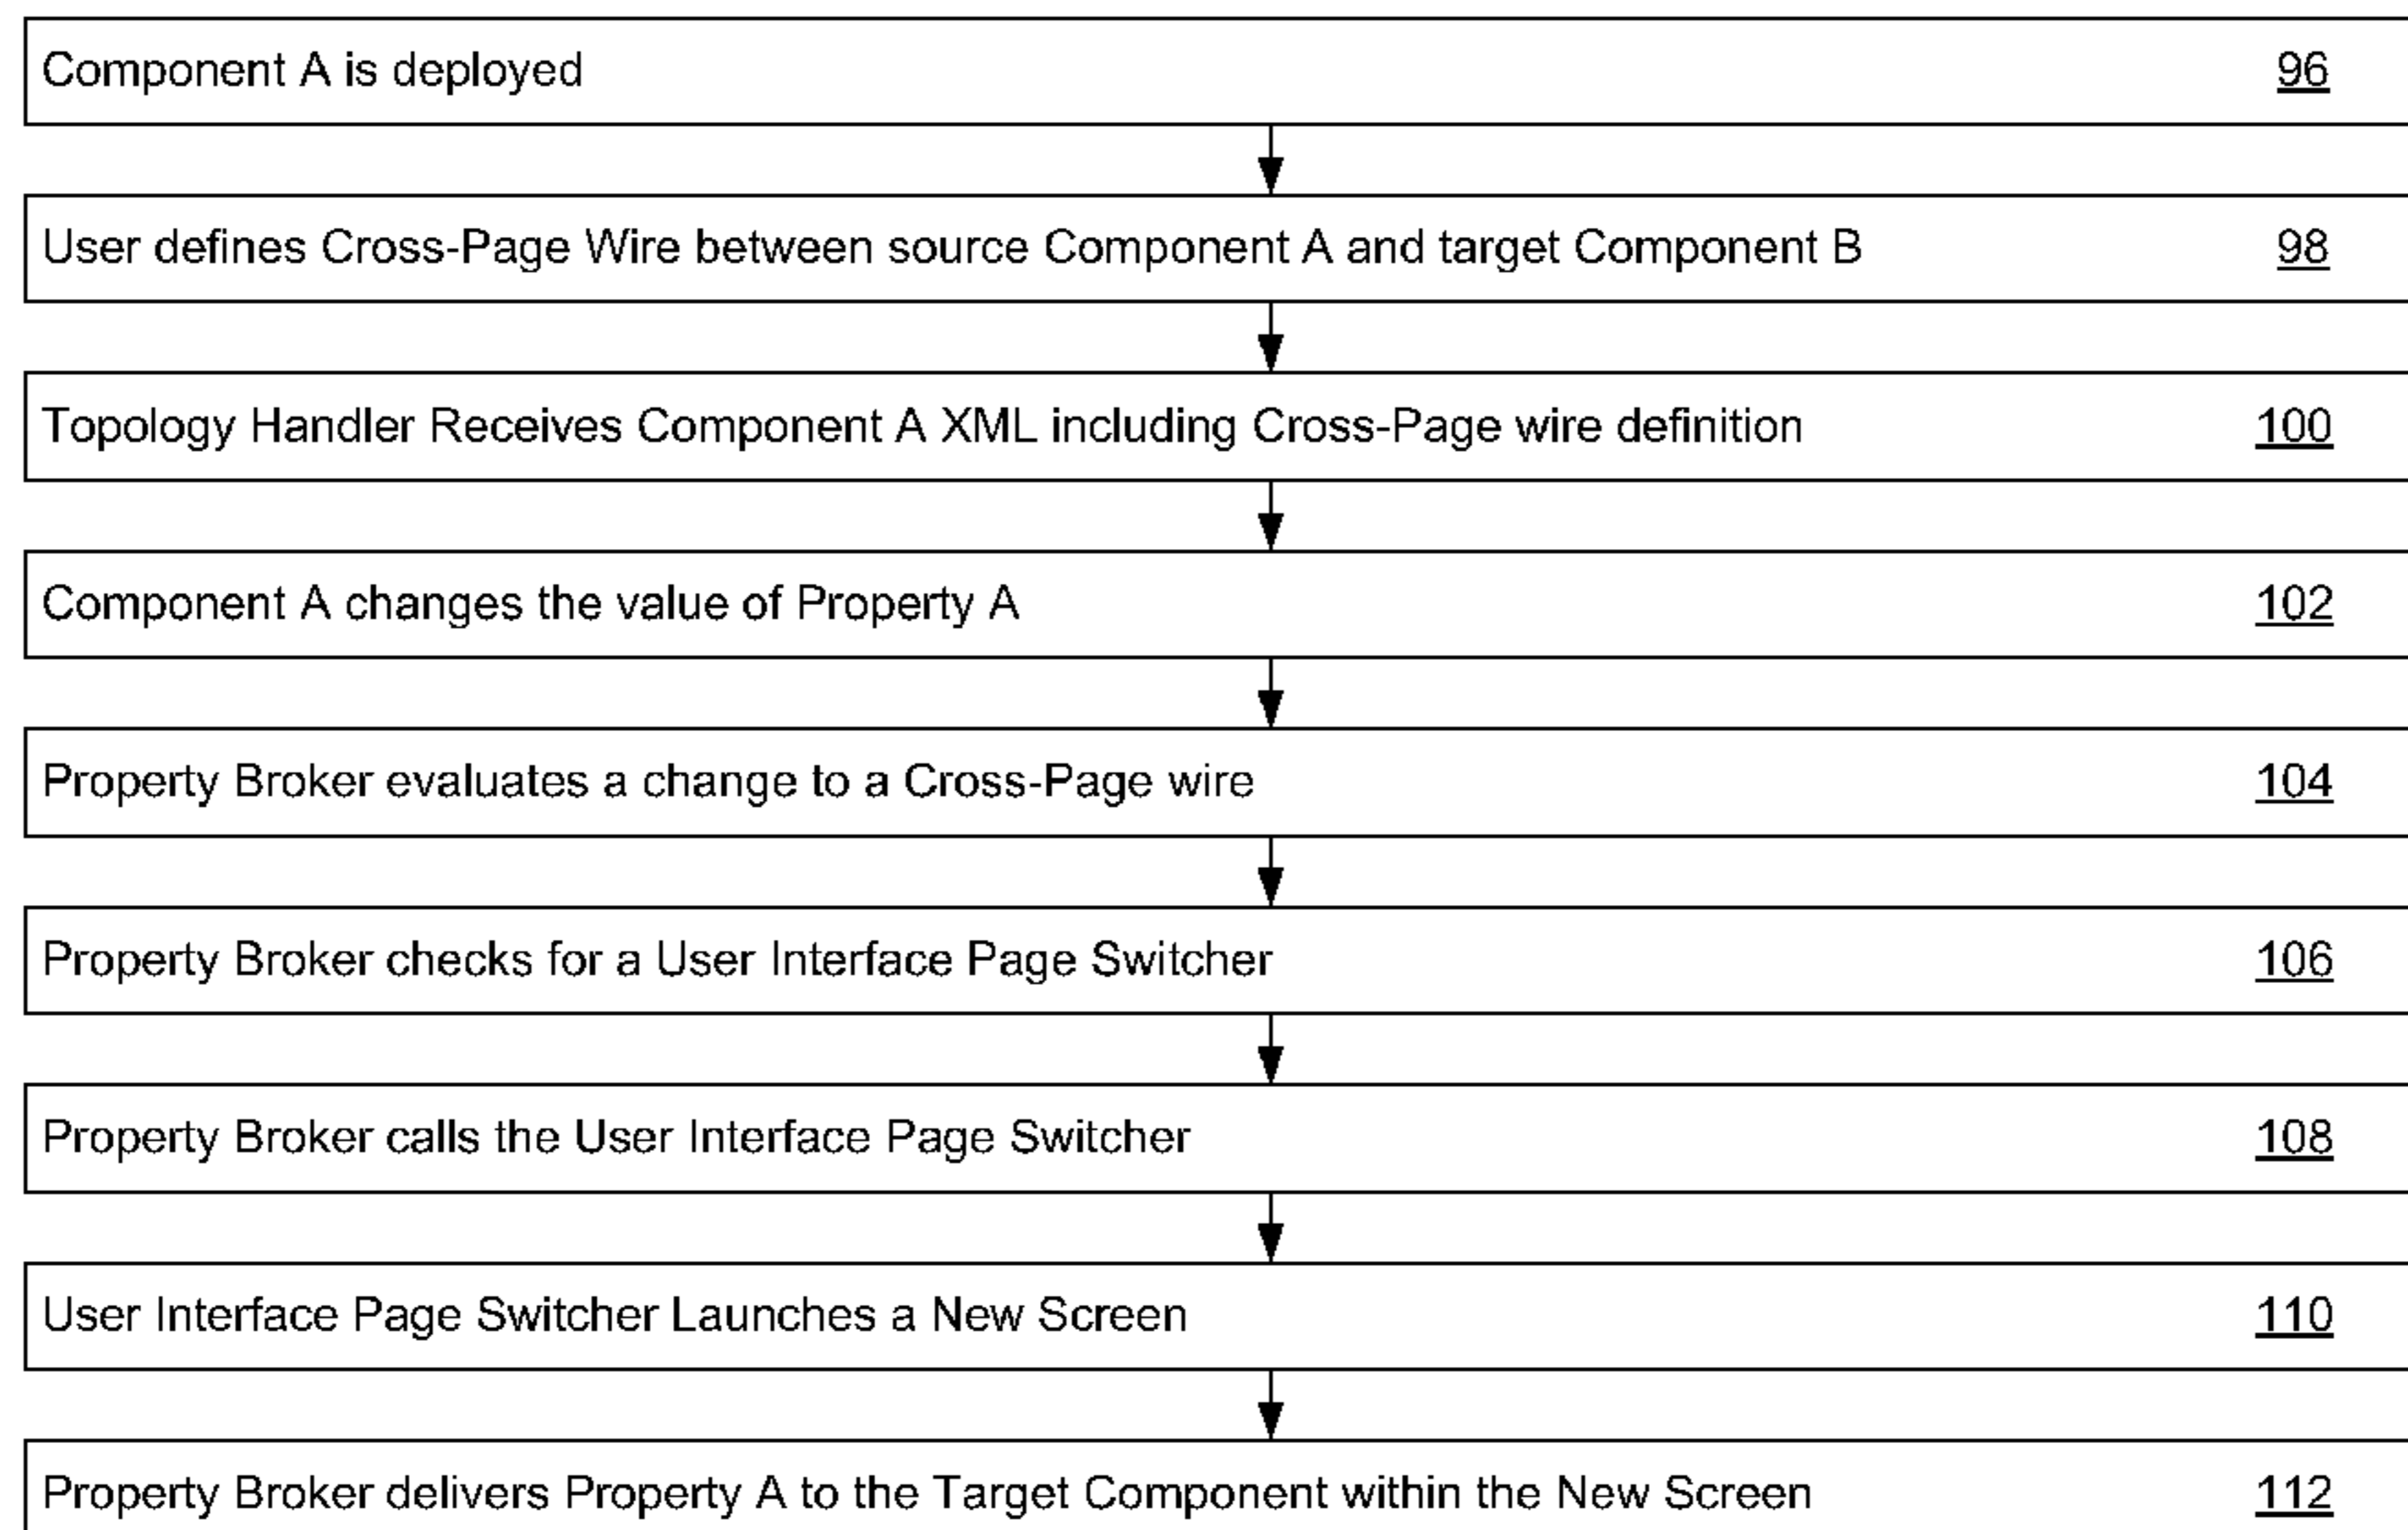 Component A is deployed 96
User defines Cross-Page Wire between source Component A and target Component B 98
Topology Handler Receives Component A XML including Cross-Page wire definition 100
Component A changes the value of Property A 102
Property Broker evaluates a change to a Cross-Page wire 104
Property Broker checks for a User Interface Page Switcher 106
Property Broker calls the User Interface Page Switcher 108
User Interface Page Switcher Launches a New Screen 110
Property Broker delivers Property A to the Target Component within the New Screen 112